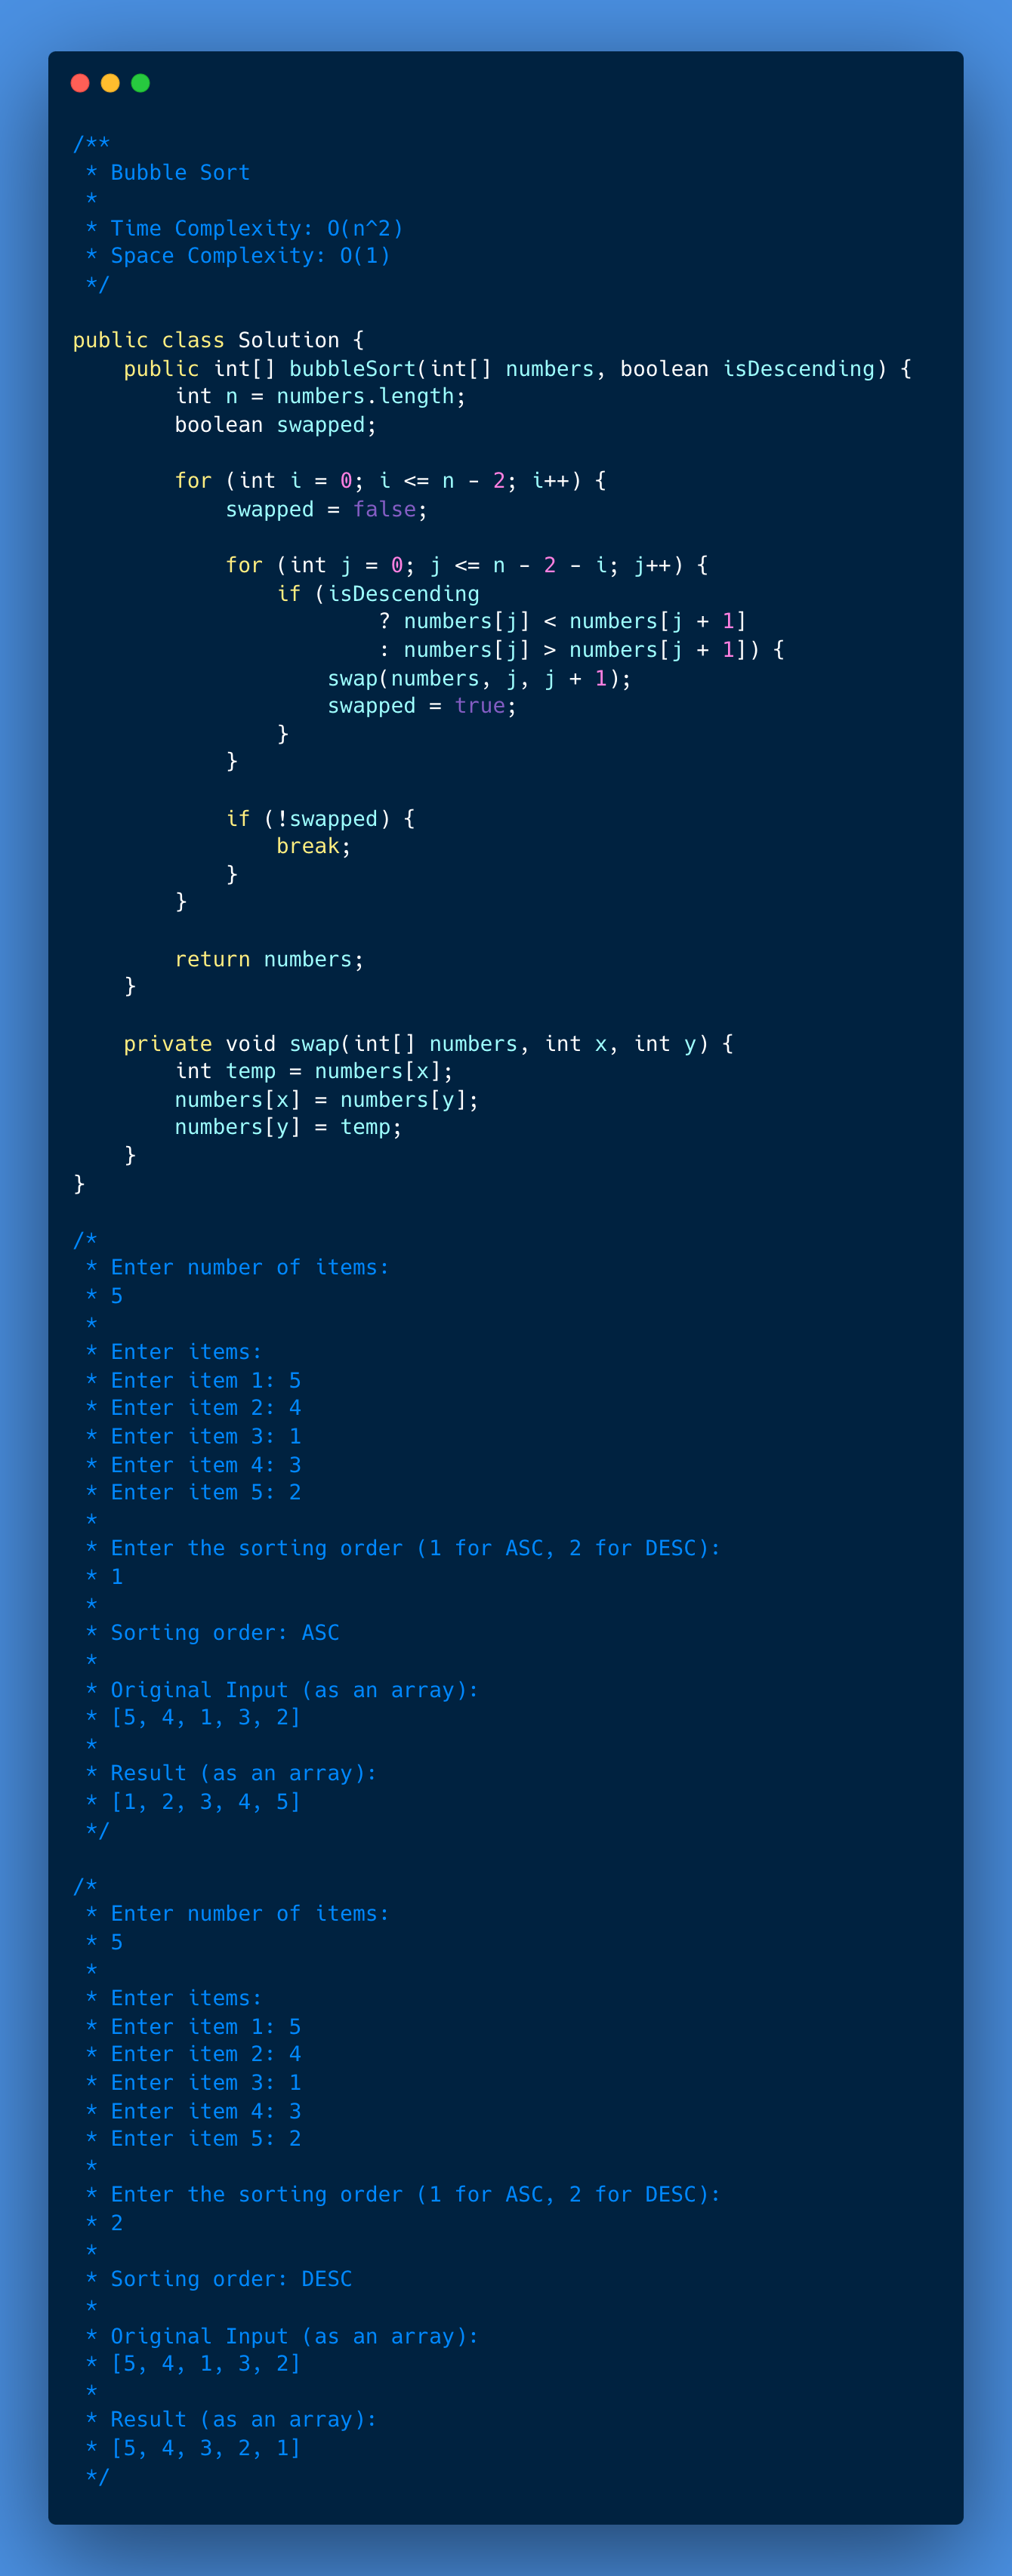 /**
 * Bubble Sort
 *
 * Time Complexity: O(n^2)
 * Space Complexity: O(1)
 */

public class Solution {
    public int[] bubbleSort(int[] numbers, boolean isDescending) {
        int n = numbers.length;
        boolean swapped;

        for (int i = 0; i <= n - 2; i++) {
            swapped = false;

            for (int j = 0; j <= n - 2 - i; j++) {
                if (isDescending
                        ? numbers[j] < numbers[j + 1]
                        : numbers[j] > numbers[j + 1]) {
                    swap(numbers, j, j + 1);
                    swapped = true;
                }
            }

            if (!swapped) {
                break;
            }
        }

        return numbers;
    }

    private void swap(int[] numbers, int x, int y) {
        int temp = numbers[x];
        numbers[x] = numbers[y];
        numbers[y] = temp;
    }
}

/*
 * Enter number of items:
 * 5
 *
 * Enter items:
 * Enter item 1: 5
 * Enter item 2: 4
 * Enter item 3: 1
 * Enter item 4: 3
 * Enter item 5: 2
 *
 * Enter the sorting order (1 for ASC, 2 for DESC):
 * 1
 *
 * Sorting order: ASC
 *
 * Original Input (as an array):
 * [5, 4, 1, 3, 2]
 *
 * Result (as an array):
 * [1, 2, 3, 4, 5]
 */

/*
 * Enter number of items:
 * 5
 *
 * Enter items:
 * Enter item 1: 5
 * Enter item 2: 4
 * Enter item 3: 1
 * Enter item 4: 3
 * Enter item 5: 2
 *
 * Enter the sorting order (1 for ASC, 2 for DESC):
 * 2
 *
 * Sorting order: DESC
 *
 * Original Input (as an array):
 * [5, 4, 1, 3, 2]
 *
 * Result (as an array):
 * [5, 4, 3, 2, 1]
 */